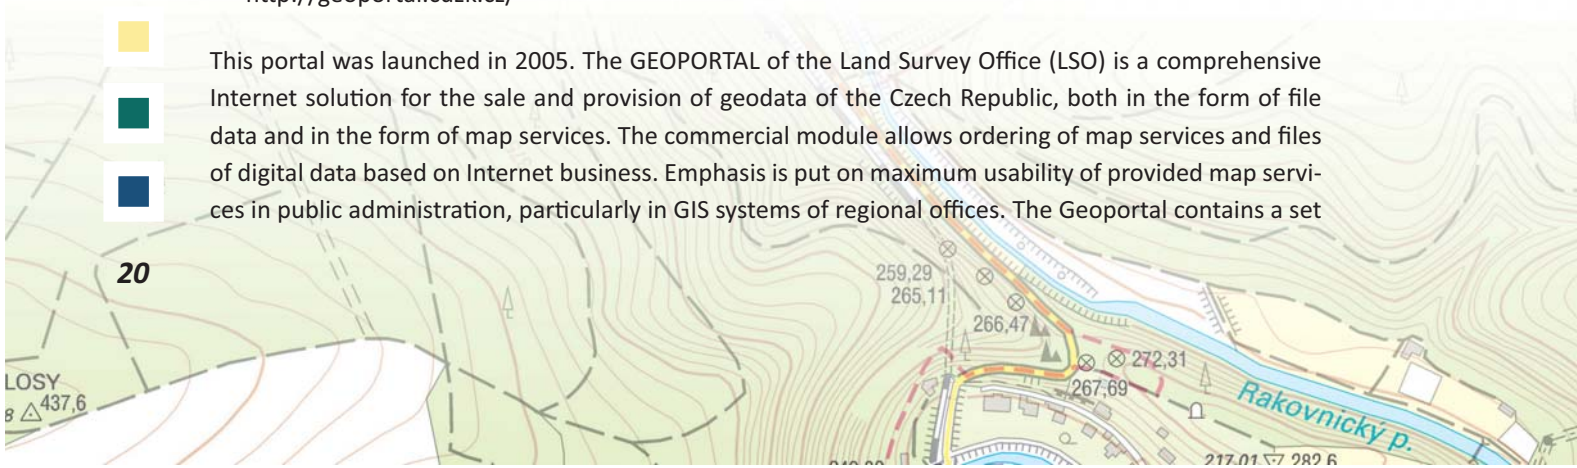 http://geoportal.cuzk.cz/
This portal was launched in 2005. The GEOPORTAL of the Land Survey Office (LSO) is a comprehensive
Internet solution for the sale and provision of geodata of the Czech Republic, both in the form of file
data and in the form of map services. The commercial module allows ordering of map services and files
of digital data based on Internet business. Emphasis is put on maximum usability of provided map servi-
ces in public administration, particularly in GIS systems of regional offices. The Geoportal contains a set
20
259,29
265,11
266,47
272,31
267,69
LOSY
8 437,6
Rakovnický p.
217-01 282,6